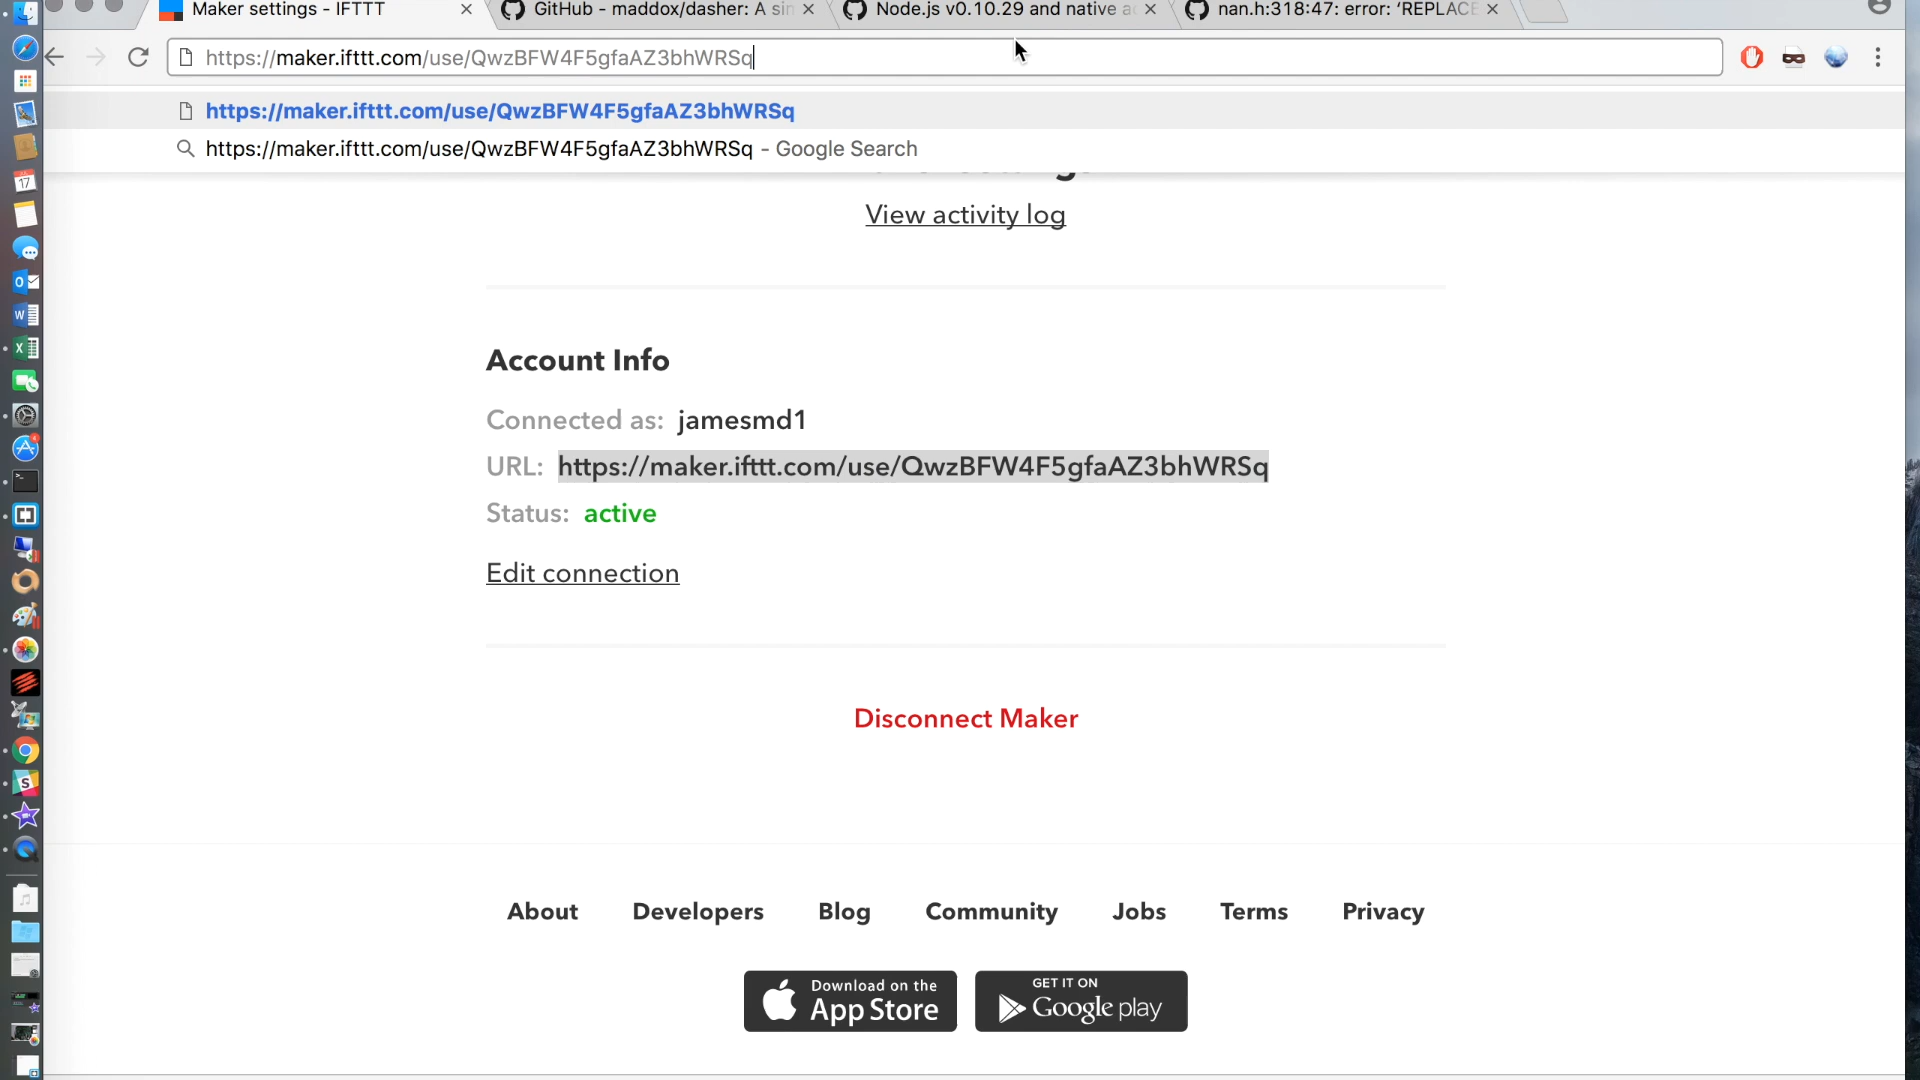 Maker settings - IFTTT
GitHub - maddox/dasher: A sin
Node.js v0.10.29 and native a
nan.h:318:47: error: ‘REPLACE
https://maker.ifttt.com/use/QwzBFW4F5gfaAZ3bhWRSq
https://maker.ifttt.com/use/QwzBFW4F5gfaAZ3bhWRSq
https://maker.ifttt.com/use/QwzBFW4F5gfaAZ3bhWRSq - Google Search
View activity log
Account Info
Connected as: jamesmd1
URL: https://maker.ifttt.com/use/QwzBFW4F5gfaAZ3bhWRSq
Status: active
Edit connection
Disconnect Maker
About Developers Blog Community Jobs Terms Privacy
Download on the
App Store
GET IT ON
Google play
17